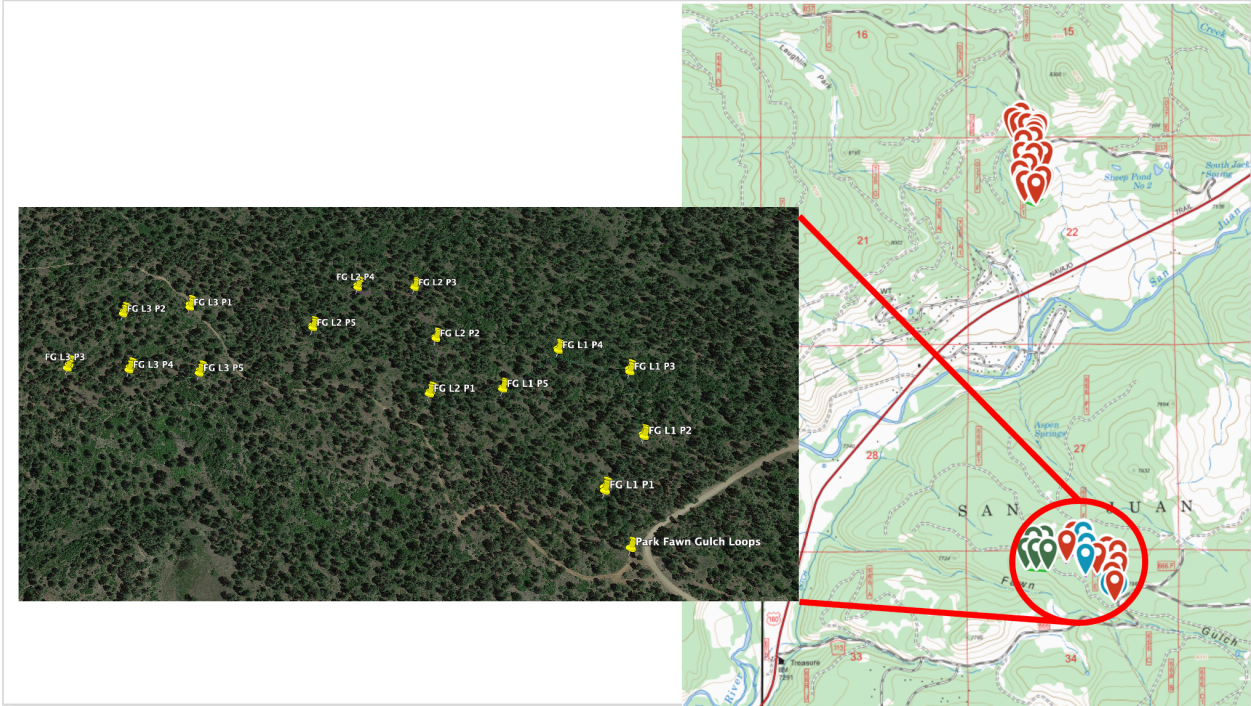 FG L2 P4
FG L2 P3
FG L3 P2
FG L3 P1
FG L2 P5
FG L2 P2
FG L1 P4
FG L3 P3
FG L3 P4
FG L3 P5
FG L1 P3
FG L2 P1
FG L1 P5
FG L1 P2
FG L1 P1
Park Fawn Gulch Loops
16
15
Creek
Laughlin
Park
Sheep Pond
No 2
South Jack
Spring
21
22
TRAIL
NAVAJO
San Juan
WT
Aspen
Springs
28
27
SAN JUAN
Fawn
Gulch
160
33
34
Treasure
7291
River